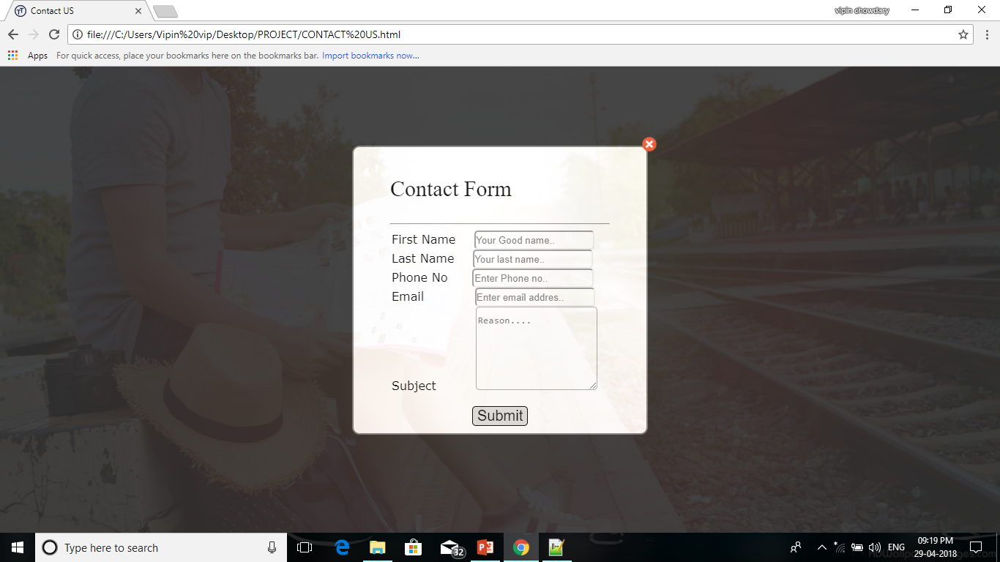 Contact US
vipin chowdary
file:///C:/Users/Vipin%20vip/Desktop/PROJECT/CONTACT%20US.html
Apps For quick access, place your bookmarks here on the bookmarks bar. Import bookmarks now...
Contact Form
First Name Your Good name..
Last Name Your last name..
Phone No Enter Phone no..
Email Enter email addres..
Reason....
Subject
Submit
Type here to search
32
ENG
09:19 PM
29-04-2018